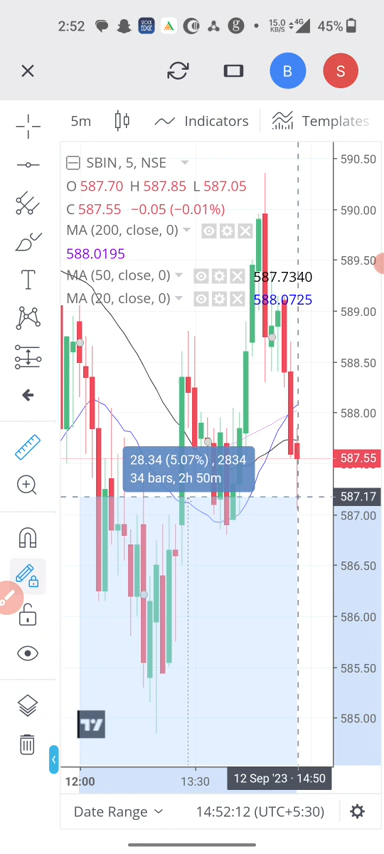 2:52
15.0
KB/S
4G
45%
B
S
5m
Indicators
Templates
SBIN, 5, NSE
O 587.70 H 587.85 L 587.05
C 587.55 −0.05 (−0.01%)
MA (200, close, 0)
588.0195
MA (50, close, 0)
587.7340
MA (20, close, 0)
588.0725
28.34 (5.07%) , 2834
34 bars, 2h 50m
590.50
590.00
589.50
589.00
588.50
588.00
587.55
587.17
587.00
586.50
586.00
585.50
585.00
12:00
13:30
12 Sep '23 · 14:50
Date Range
14:52:12 (UTC+5:30)